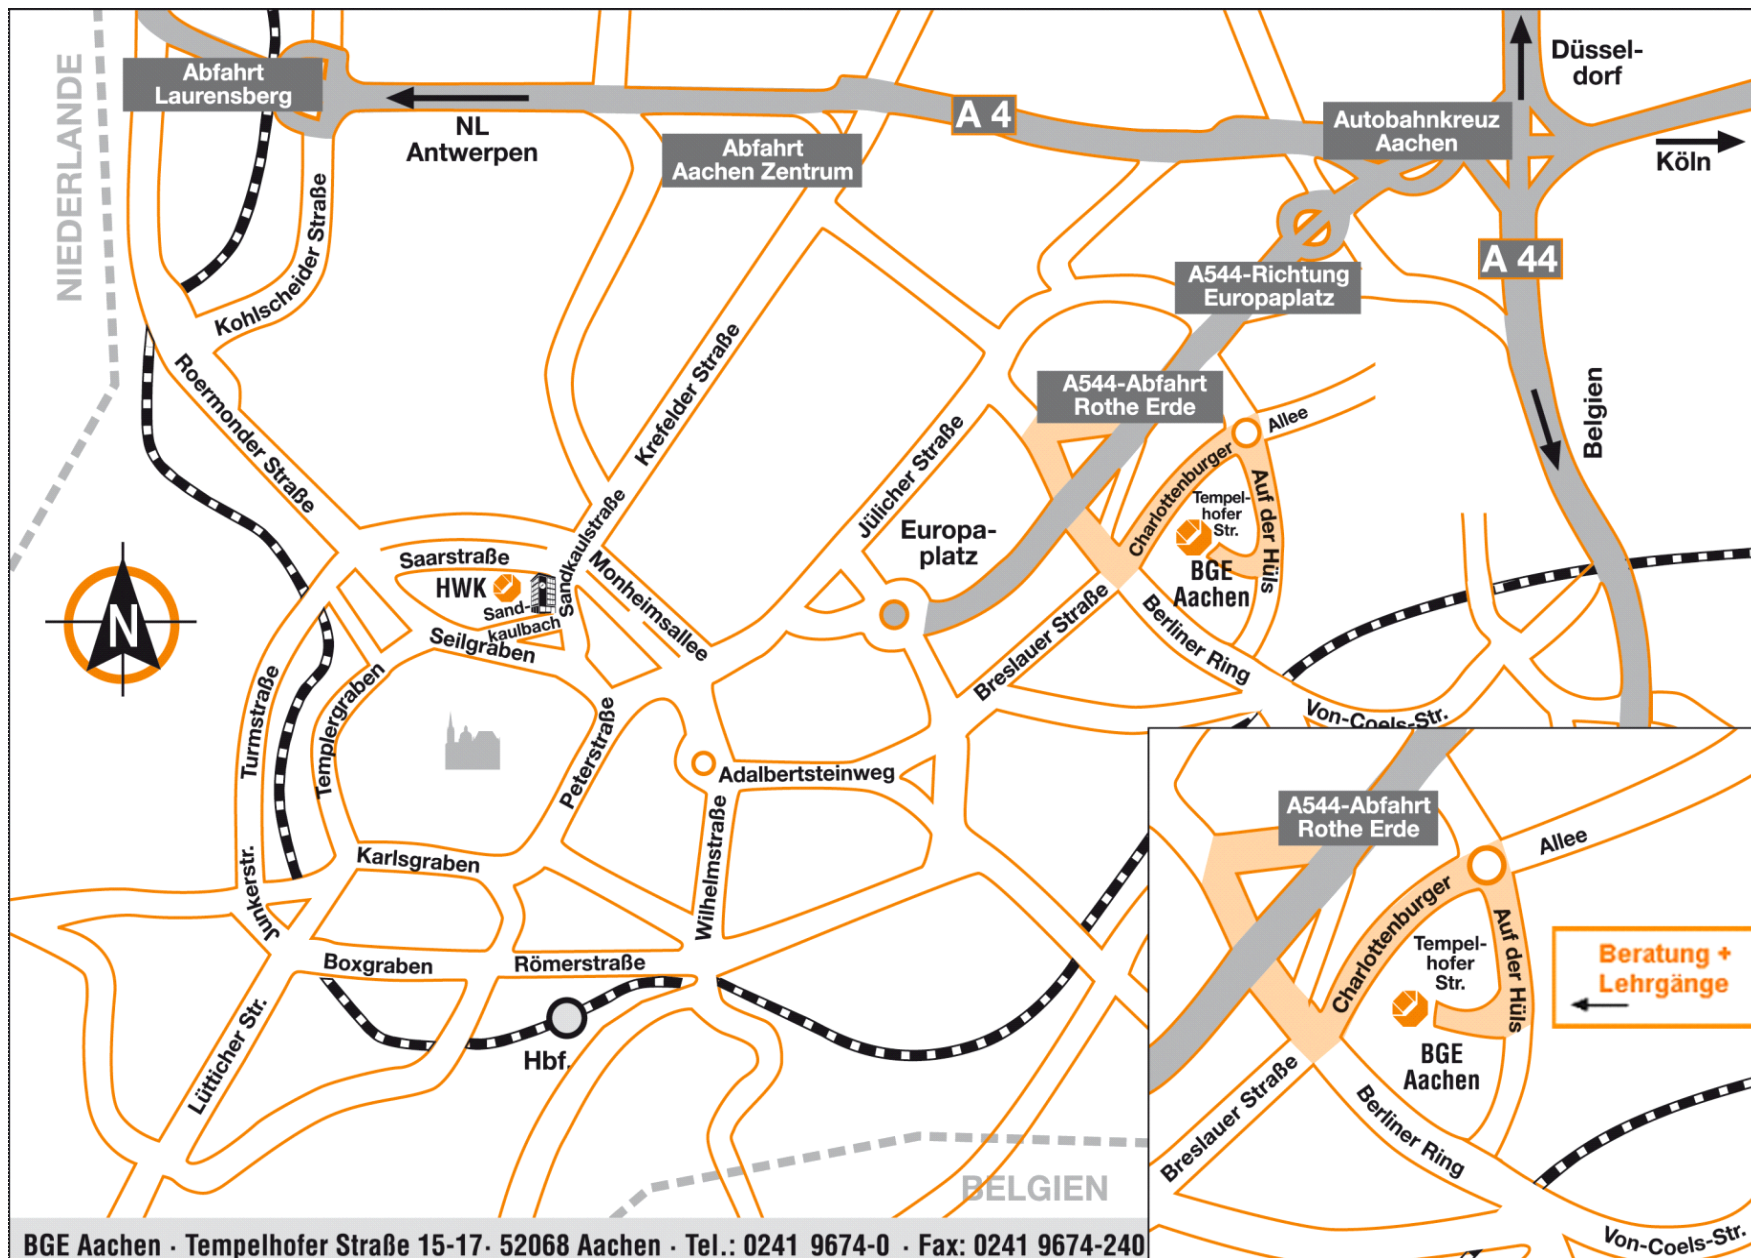 NIEDERLANDE
Abfahrt
Laurensberg
NL
Antwerpen
Abfahrt
Aachen Zentrum
A 4
Autobahnkreuz
Aachen
Düssel-
dorf
Köln
A 44
Belgien
A544-Richtung
Europaplatz
A544-Abfahrt
Rothe Erde
Kohlscheider Straße
Roermonder Straße
Krefelder Straße
Jülicher Straße
Europa-
platz
Charlottenburger
Allee
Auf der Hüls
Tempel-
hofer
Str.
BGE
Aachen
Saarstraße
HWK
Sand-
kaulbach
Sandkaulstraße
Monheimsallee
Seilgraben
N
Turmstraße
Templergraben
Peterstraße
Breslauer Straße
Berliner Ring
Von-Coels-Str.
Adalbertsteinweg
Wilhelmstraße
Karlsgraben
Junkerstr.
Boxgraben
Römerstraße
Lütticher Str.
Hbf.
BELGIEN
A544-Abfahrt
Rothe Erde
Allee
Charlottenburger
Auf der Hüls
Tempel-
hofer
Str.
BGE
Aachen
Beratung +
Lehrgänge
Breslauer Straße
Berliner Ring
Von-Coels-Str.
BGE Aachen · Tempelhofer Straße 15-17· 52068 Aachen · Tel.: 0241 9674-0 · Fax: 0241 9674-240